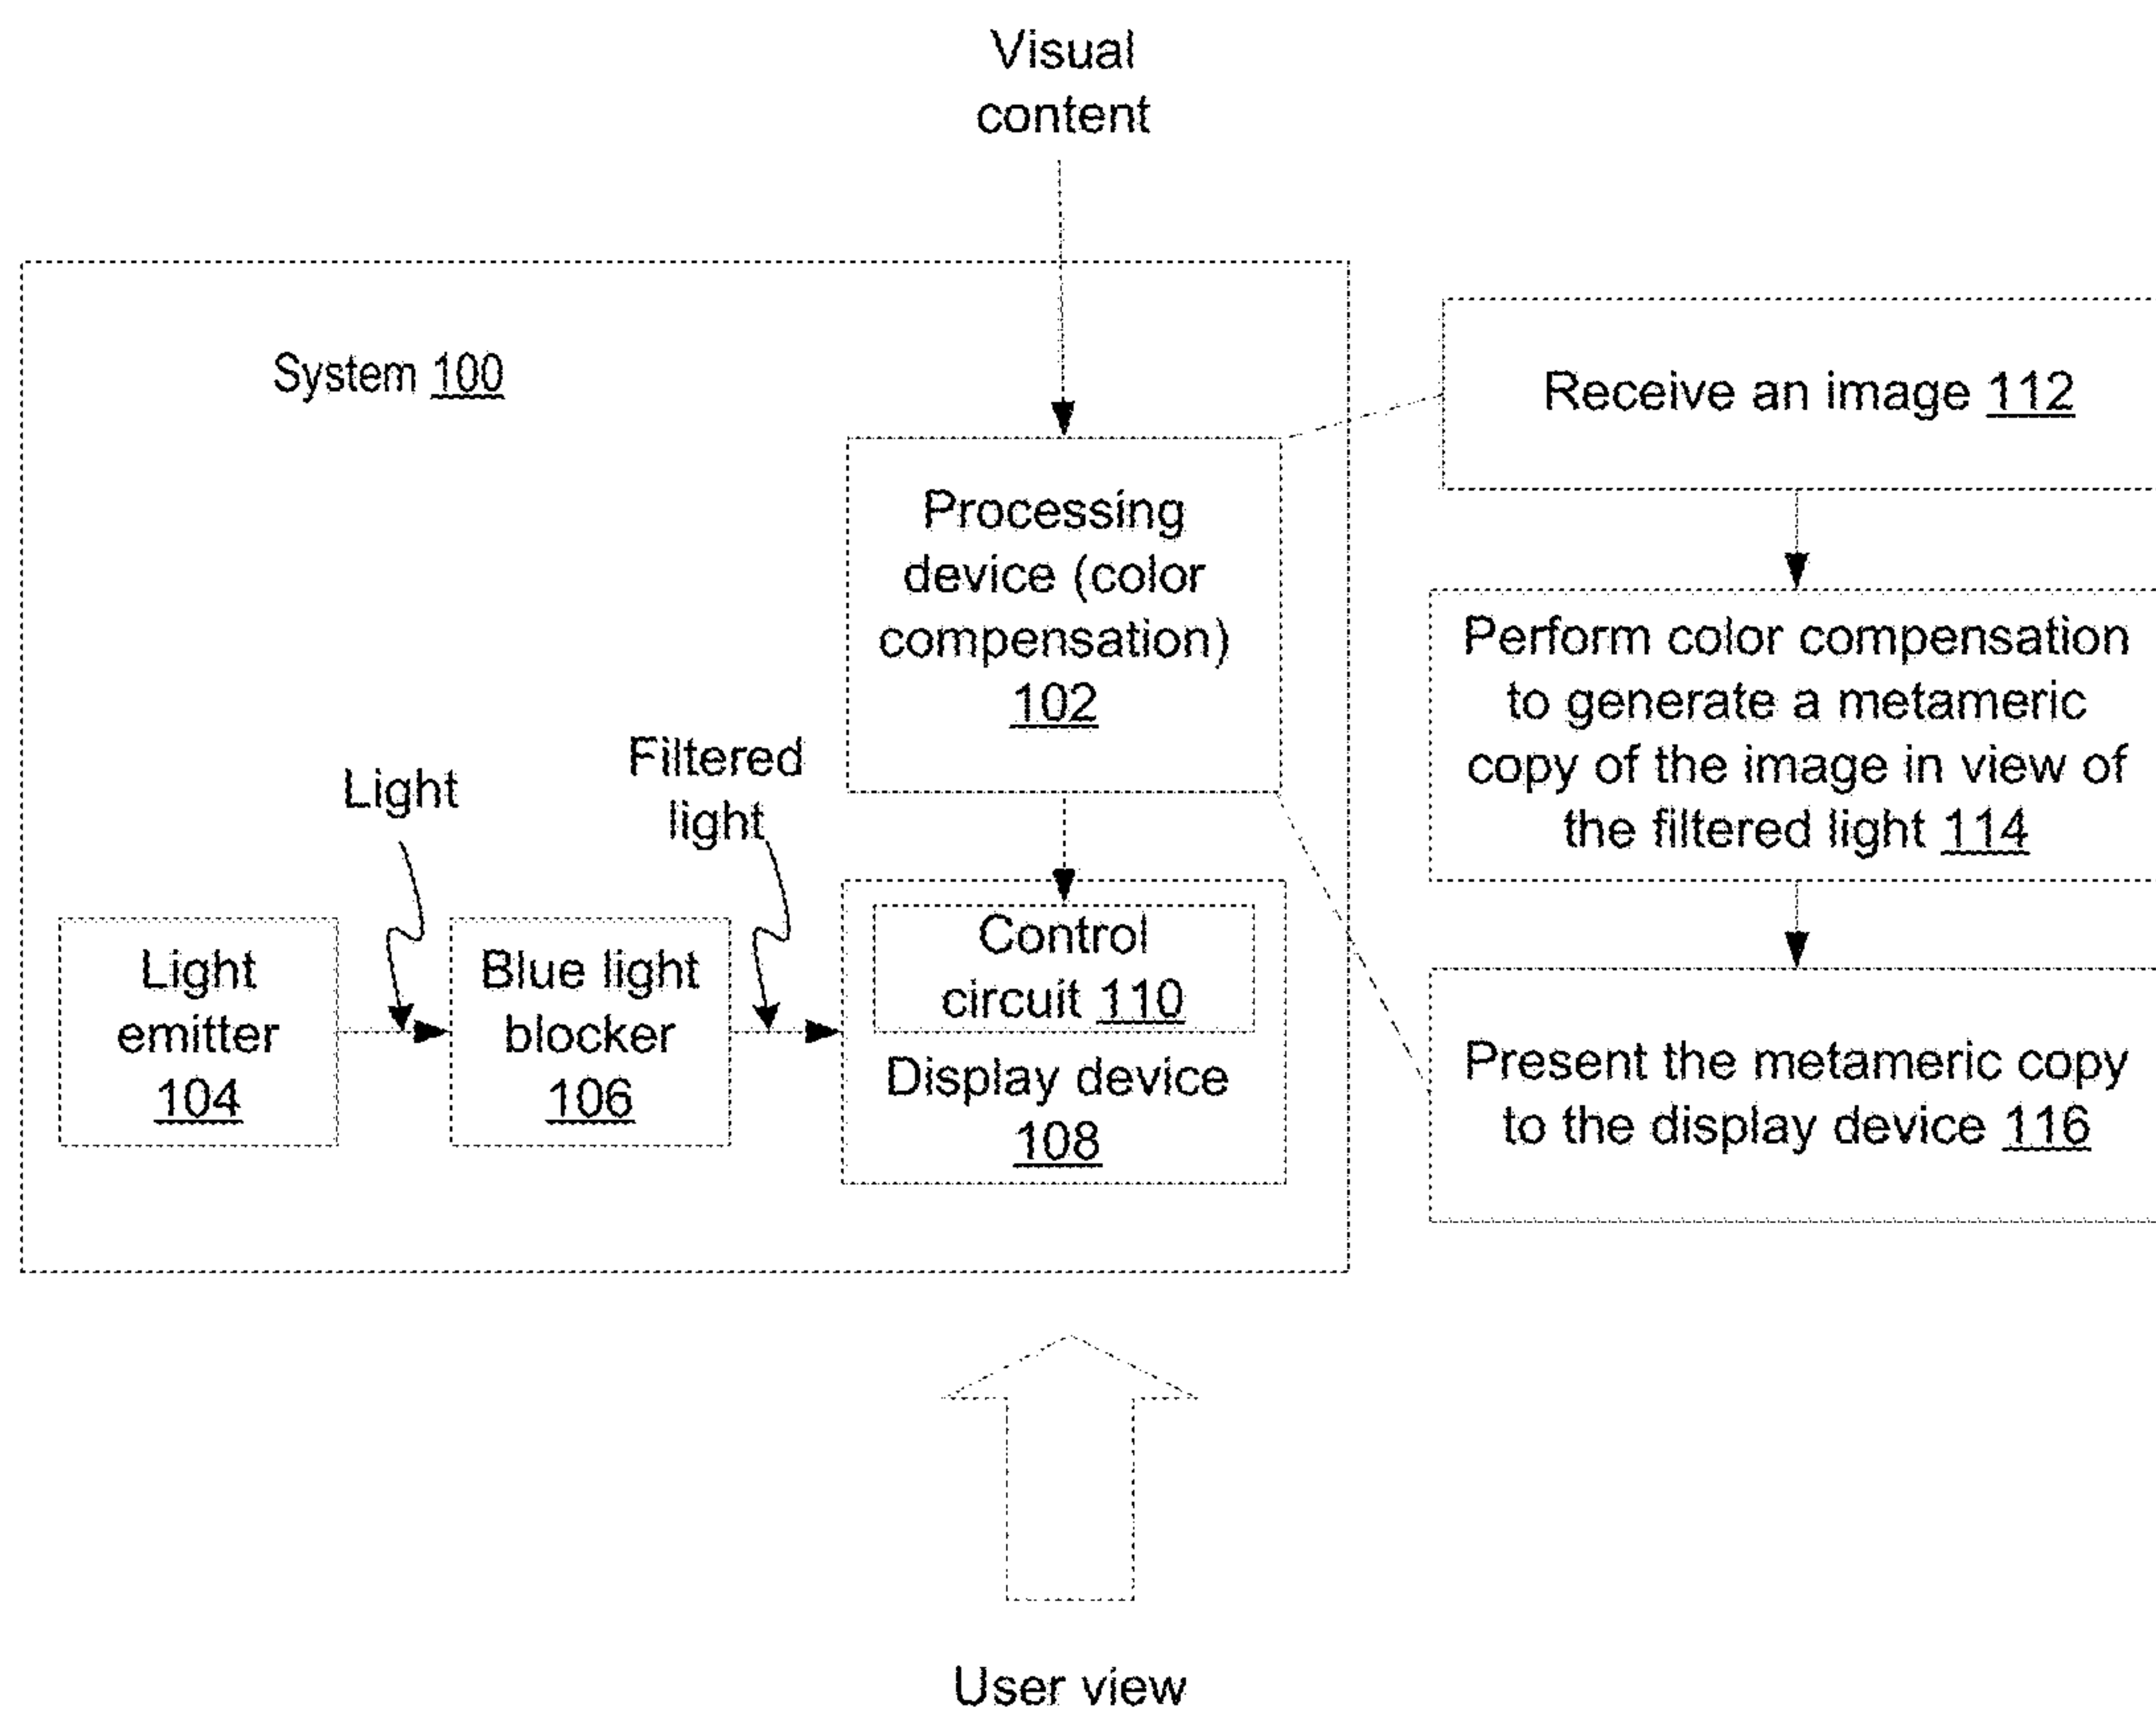 Visual
content
System 100
Processing
device (color
compensation)
102
Light
Filtered
light
Light
emitter
104
Blue light
blocker
106
Control
circuit 110
Display device
108
Receive an image 112
Perform color compensation
to generate a metameric
copy of the image in view of
the filtered light 114
Present the metameric copy
to the display device 116
User view